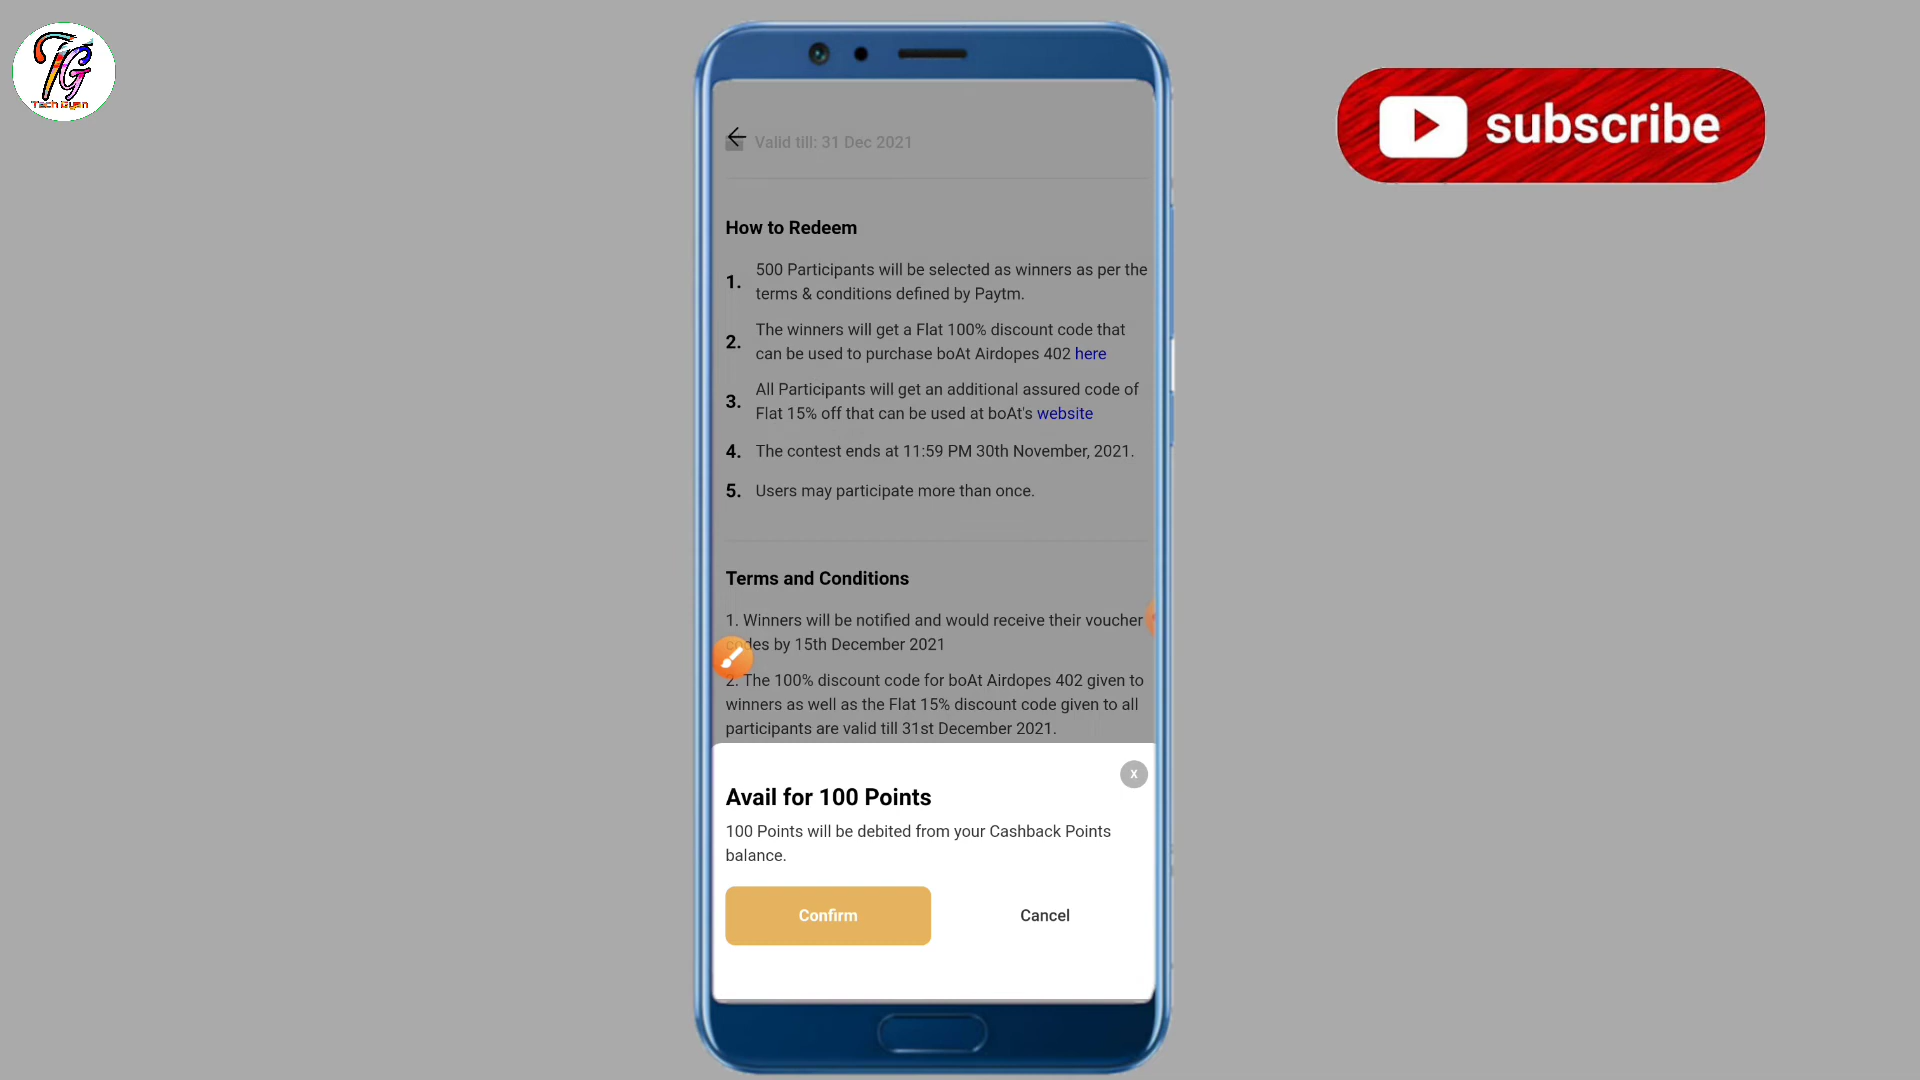 TG
Tech Gyan
subscribe
Valid till: 31 Dec 2021
How to Redeem
1. 500 Participants will be selected as winners as per the
terms & conditions defined by Paytm.
2. The winners will get a Flat 100% discount code that
can be used to purchase boAt Airdopes 402 here
3. All Participants will get an additional assured code of
Flat 15% off that can be used at boAt's website
4. The contest ends at 11:59 PM 30th November, 2021.
5. Users may participate more than once.
Terms and Conditions
1. Winners will be notified and would receive their voucher
codes by 15th December 2021
2. The 100% discount code for boAt Airdopes 402 given to
winners as well as the Flat 15% discount code given to all
participants are valid till 31st December 2021.
X
Avail for 100 Points
100 Points will be debited from your Cashback Points
balance.
Confirm
Cancel